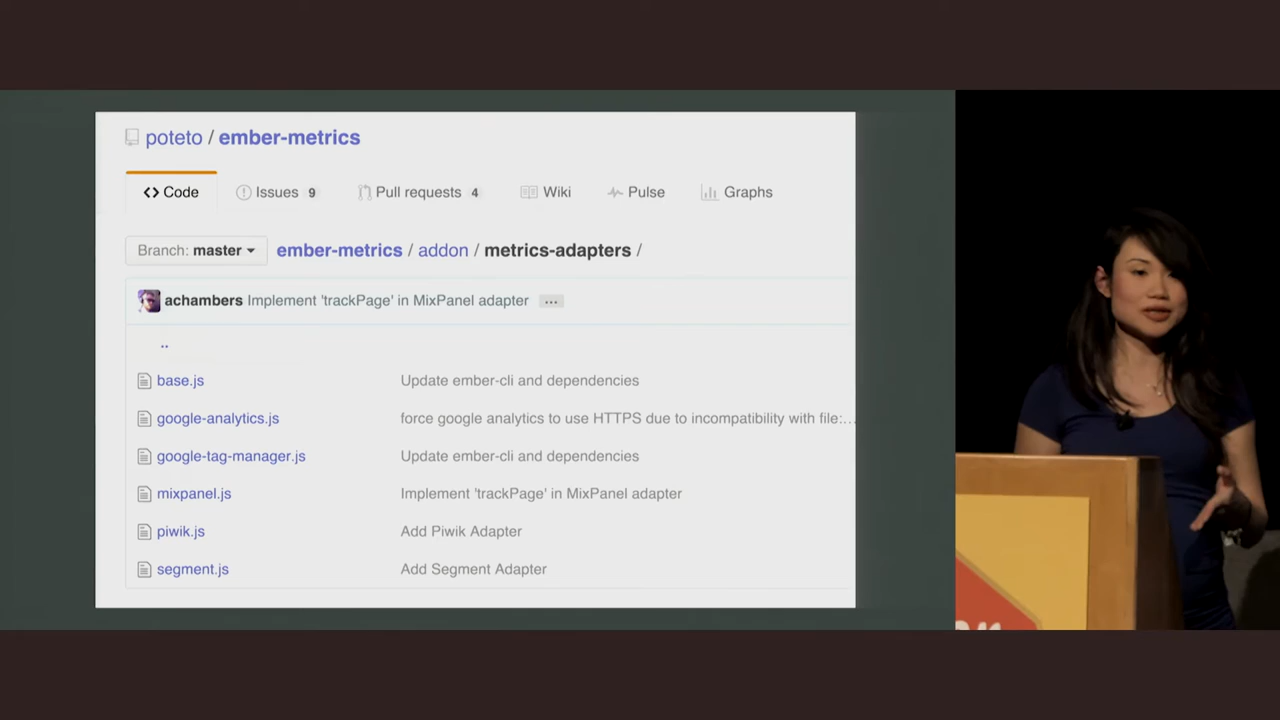 poteto / ember-metrics
Code Issues 9 Pull requests 4 Wiki Pulse Graphs
Branch: master ember-metrics / addon / metrics-adapters /
achambers Implement 'trackPage' in MixPanel adapter ...
..
base.js Update ember-cli and dependencies
google-analytics.js force google analytics to use HTTPS due to incompatibility with file:...
google-tag-manager.js Update ember-cli and dependencies
mixpanel.js Implement 'trackPage' in MixPanel adapter
piwik.js Add Piwik Adapter
segment.js Add Segment Adapter